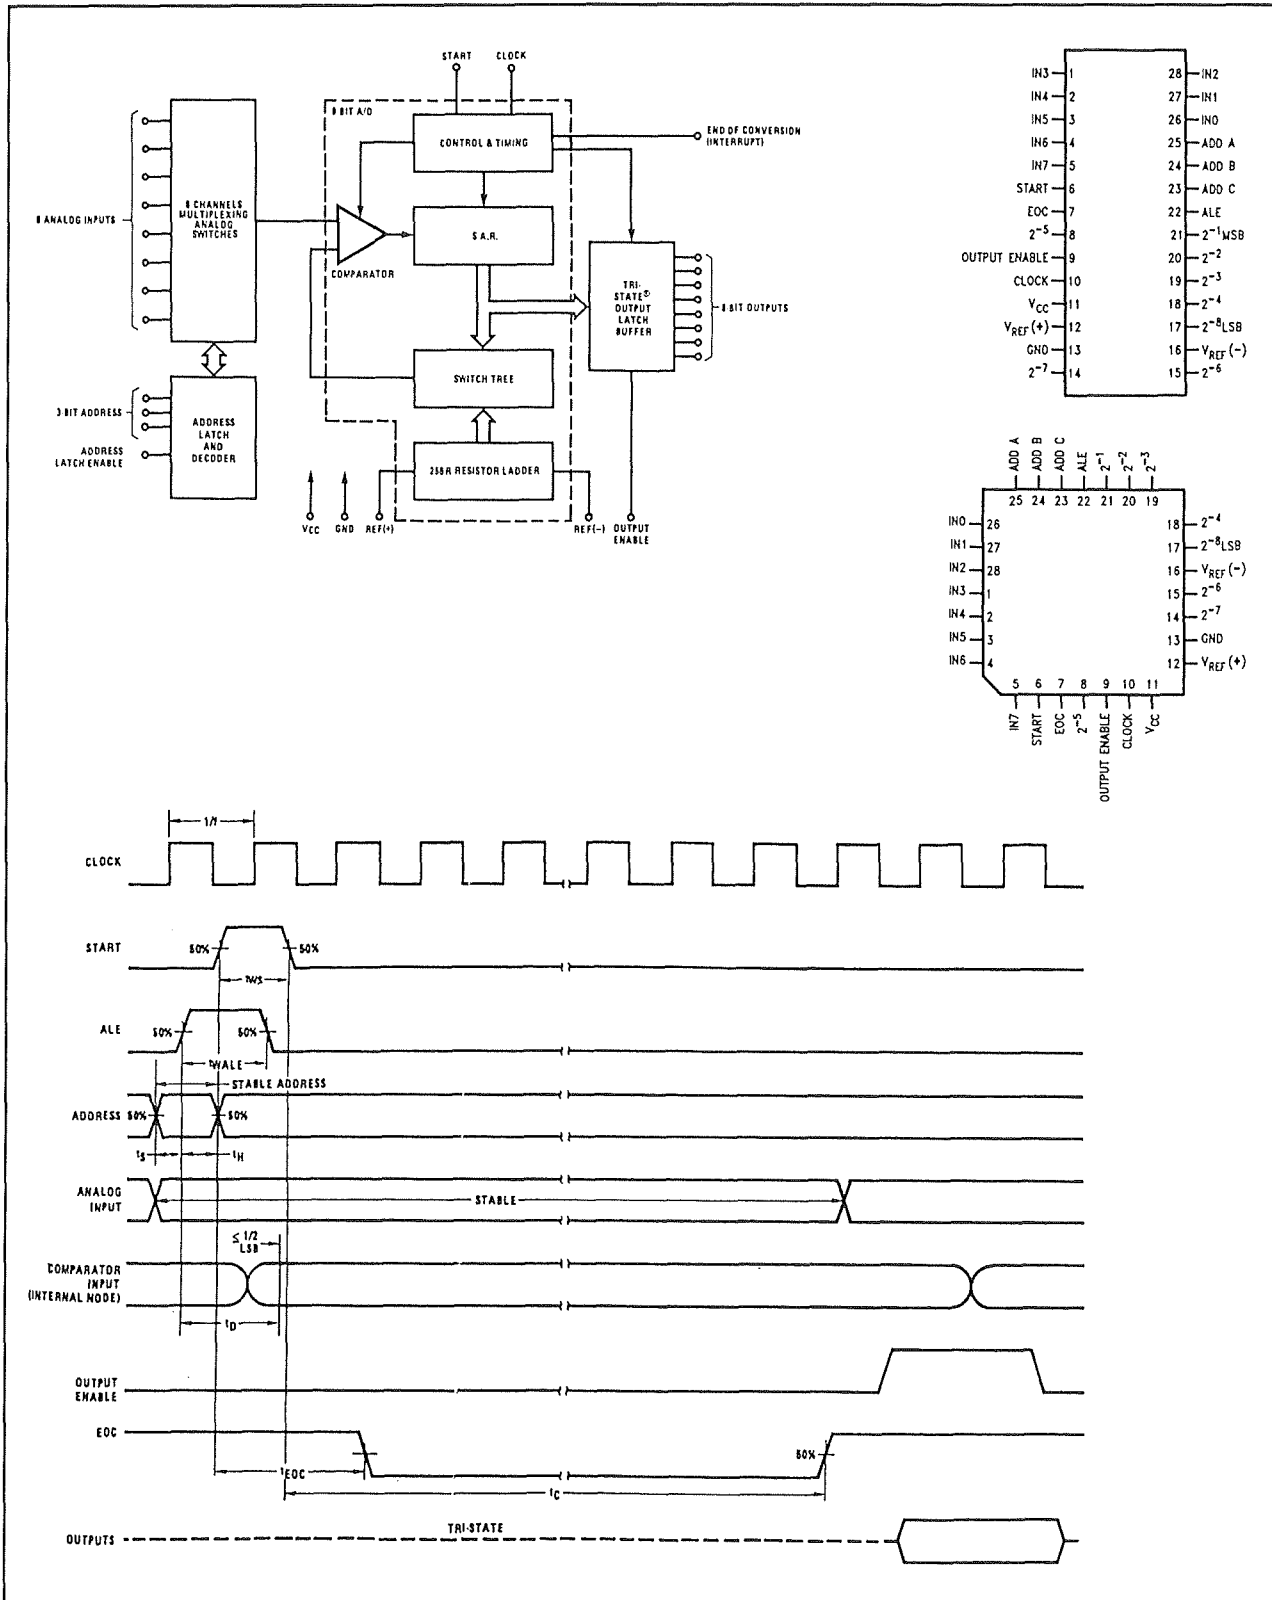 START CLOCK
8 BIT A/D
CONTROL & TIMING
END OF CONVERSION
(INTERRUPT)
8 ANALOG INPUTS
8 CHANNELS
MULTIPLEXING
ANALOG
SWITCHES
COMPARATOR
S.A.R.
TRI-
STATE®
OUTPUT
LATCH
BUFFER
8 BIT OUTPUTS
SWITCH TREE
3-BIT ADDRESS
ADDRESS
LATCH ENABLE
ADDRESS
LATCH
AND
DECODER
256R RESISTOR LADDER
VCC GND REF(+) REF(−) OUTPUT
ENABLE
IN3 1 28 IN2
IN4 2 27 IN1
IN5 3 26 IN0
IN6 4 25 ADD A
IN7 5 24 ADD B
START 6 23 ADD C
EOC 7 22 ALE
2⁻⁵ 8 21 2⁻¹MSB
OUTPUT ENABLE 9 20 2⁻²
CLOCK 10 19 2⁻³
VCC 11 18 2⁻⁴
VREF(+) 12 17 2⁻⁸LSB
GND 13 16 VREF(−)
2⁻⁷ 14 15 2⁻⁶
ADD A ADD B ADD C ALE 2⁻¹ 2⁻² 2⁻³
25 24 23 22 21 20 19
IN0 26 18 2⁻⁴
IN1 27 17 2⁻⁸LSB
IN2 28 16 VREF(−)
IN3 1 15 2⁻⁶
IN4 2 14 2⁻⁷
IN5 3 13 GND
IN6 4 12 VREF(+)
5 6 7 8 9 10 11
IN7 START EOC 2⁻⁵ OUTPUT ENABLE CLOCK VCC
1/f
CLOCK
START 50% 50%
tWS
ALE 50% 50%
tWALE
STABLE ADDRESS
ADDRESS 50% 50%
tS tH
ANALOG
INPUT
STABLE
≤ 1/2
LSB
COMPARATOR
INPUT
(INTERNAL NODE)
tD
OUTPUT
ENABLE
EOC
50%
tEOC
tC
TRI-STATE
OUTPUTS